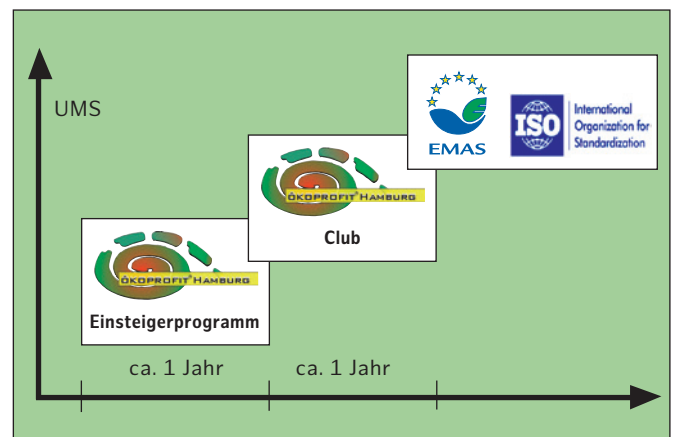 UMS
EMAS
ISO
International
Organization for
Standardization
ÖKOPROFIT® HAMBURG
Club
ÖKOPROFIT® HAMBURG
Einsteigerprogramm
ca. 1 Jahr
ca. 1 Jahr